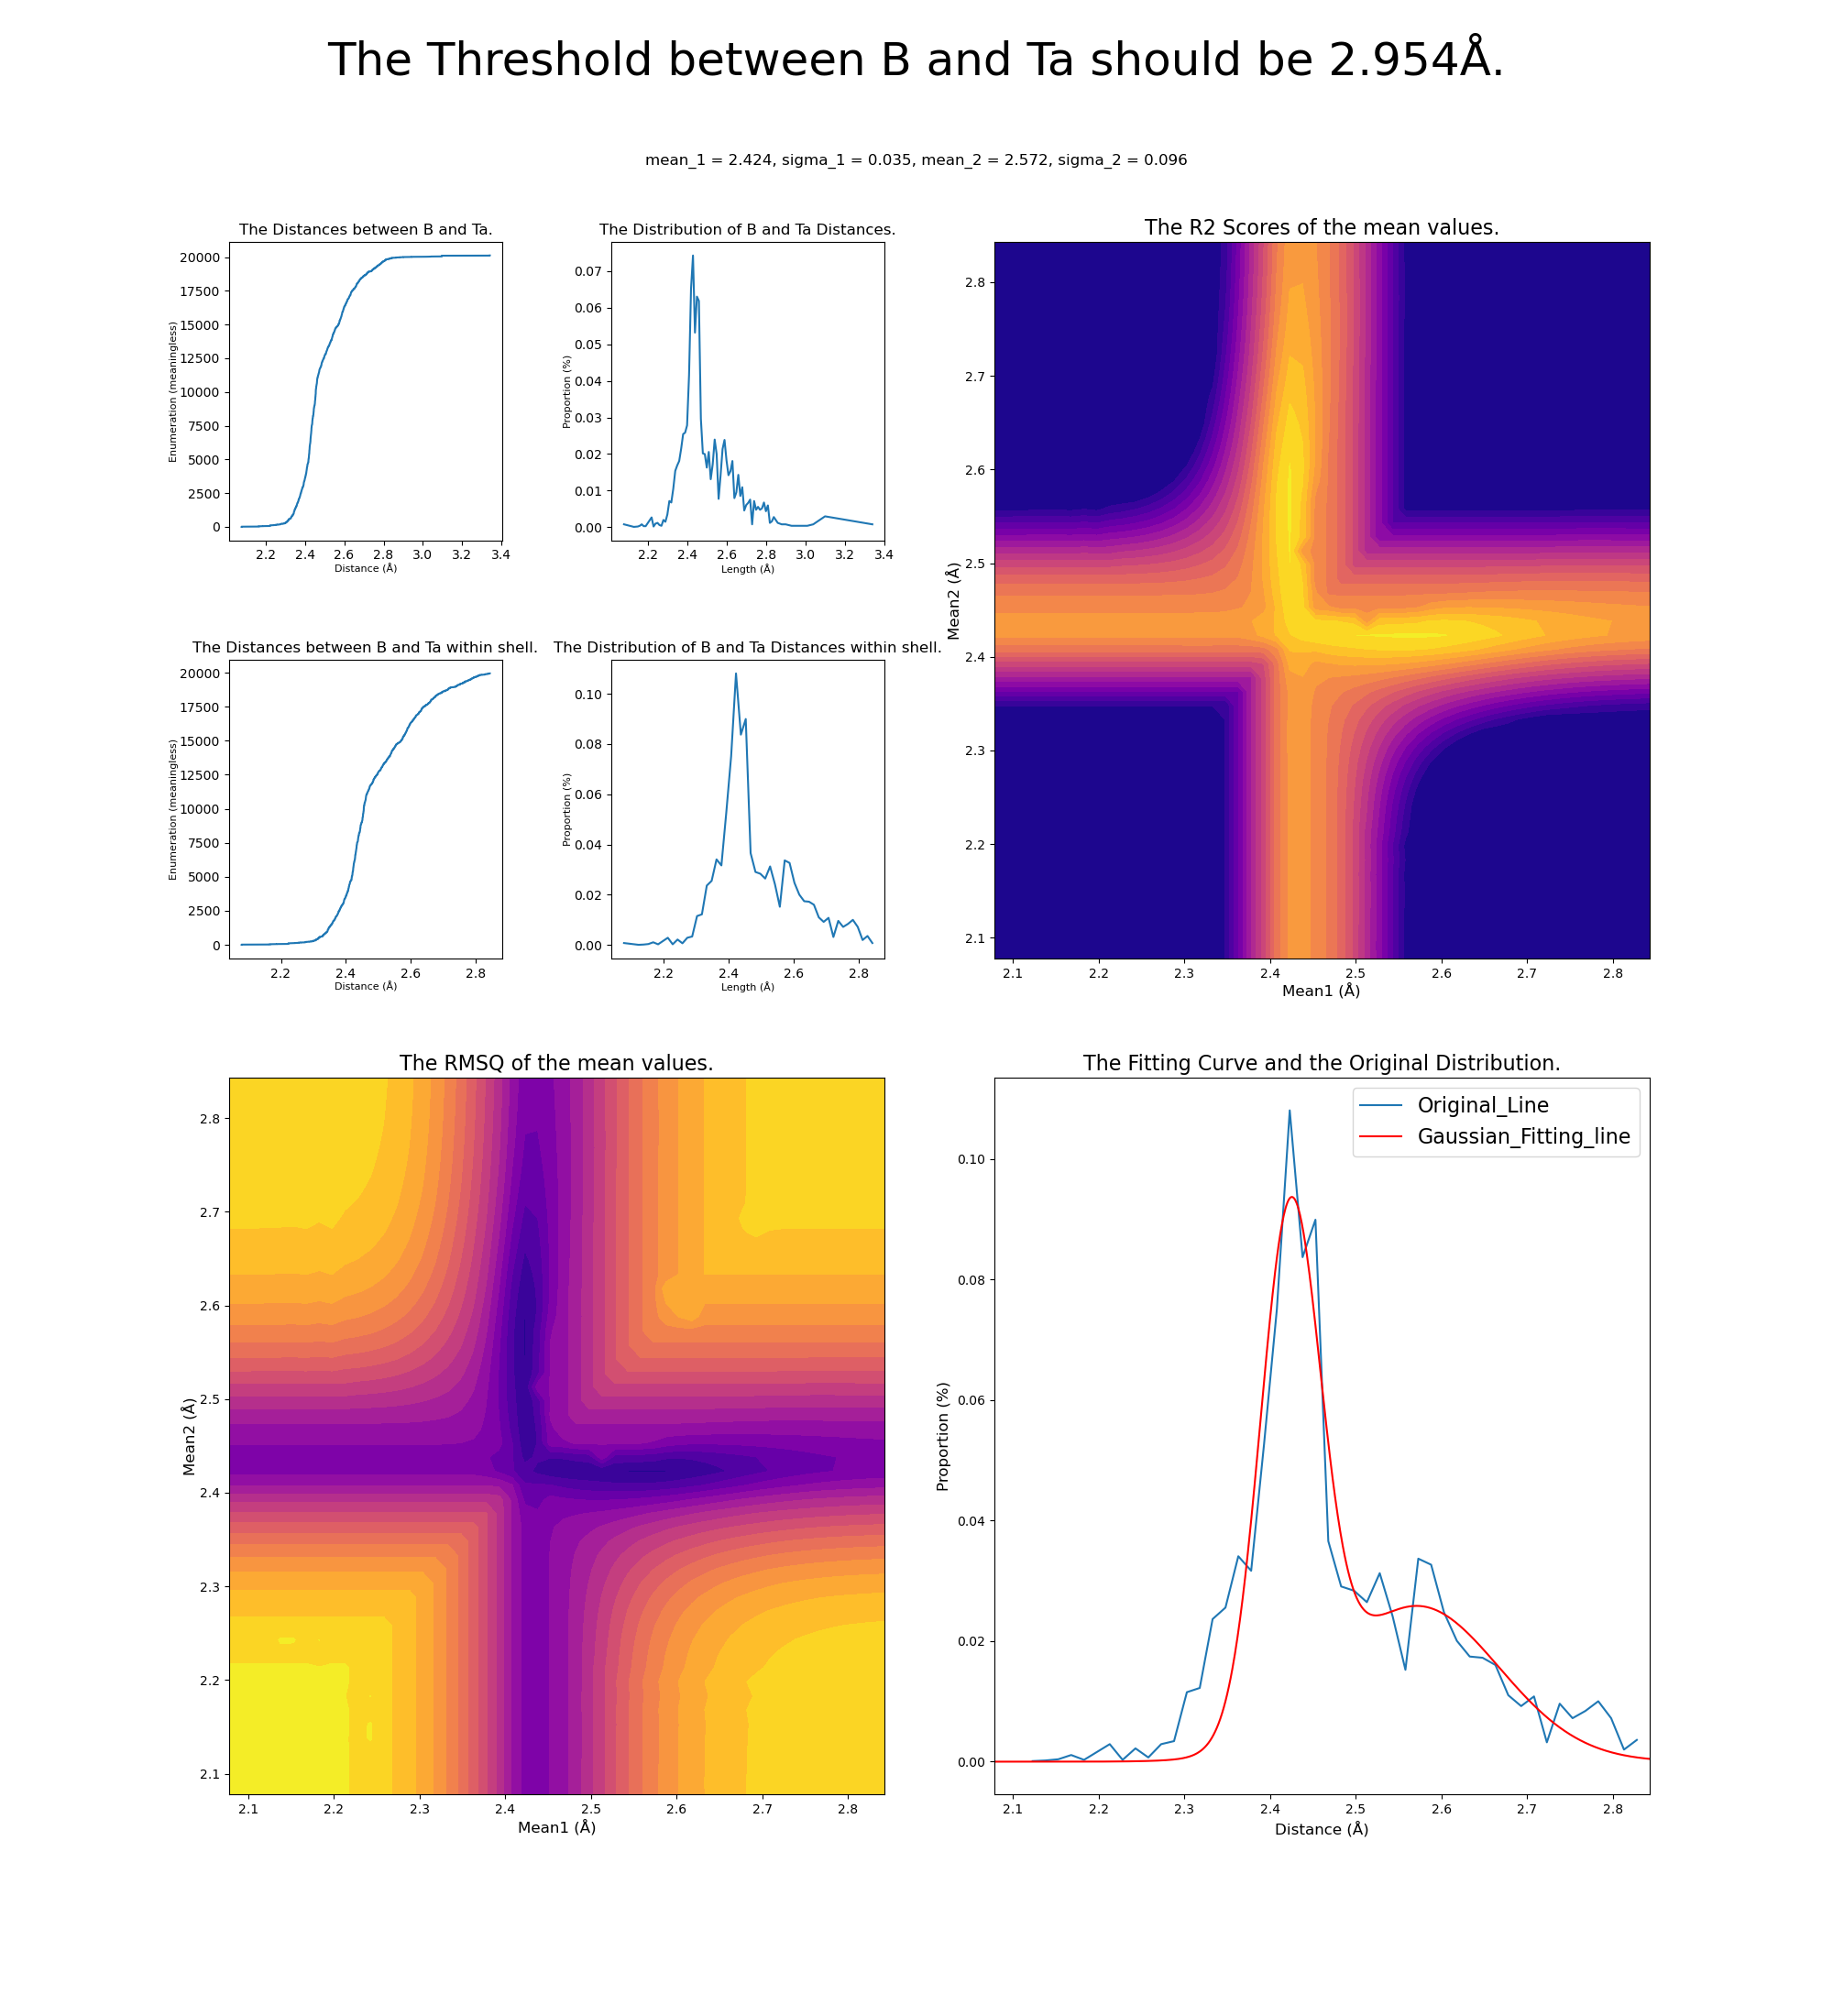 The Threshold between B and Ta should be 2.954Å.
mean_1 = 2.424, sigma_1 = 0.035, mean_2 = 2.572, sigma_2 = 0.096
The Distances between B and Ta.
20000
17500
15000
12500
10000
7500
5000
2500
0
Enumeration (meaningless)
2.2 2.4 2.6 2.8 3.0 3.2 3.4
Distance (Å)
The Distribution of B and Ta Distances.
0.07
0.06
0.05
0.04
0.03
0.02
0.01
0.00
Proportion (%)
2.2 2.4 2.6 2.8 3.0 3.2 3.4
Length (Å)
The R2 Scores of the mean values.
2.8
2.7
2.6
2.5
2.4
2.3
2.2
2.1
Mean2 (Å)
2.1 2.2 2.3 2.4 2.5 2.6 2.7 2.8
Mean1 (Å)
The Distances between B and Ta within shell.
20000
17500
15000
12500
10000
7500
5000
2500
0
Enumeration (meaningless)
2.2 2.4 2.6 2.8
Distance (Å)
The Distribution of B and Ta Distances within shell.
0.10
0.08
0.06
0.04
0.02
0.00
Proportion (%)
2.2 2.4 2.6 2.8
Length (Å)
The RMSQ of the mean values.
2.8
2.7
2.6
2.5
2.4
2.3
2.2
2.1
Mean2 (Å)
2.1 2.2 2.3 2.4 2.5 2.6 2.7 2.8
Mean1 (Å)
The Fitting Curve and the Original Distribution.
Original_Line
Gaussian_Fitting_line
0.10
0.08
0.06
0.04
0.02
0.00
Proportion (%)
2.1 2.2 2.3 2.4 2.5 2.6 2.7 2.8
Distance (Å)